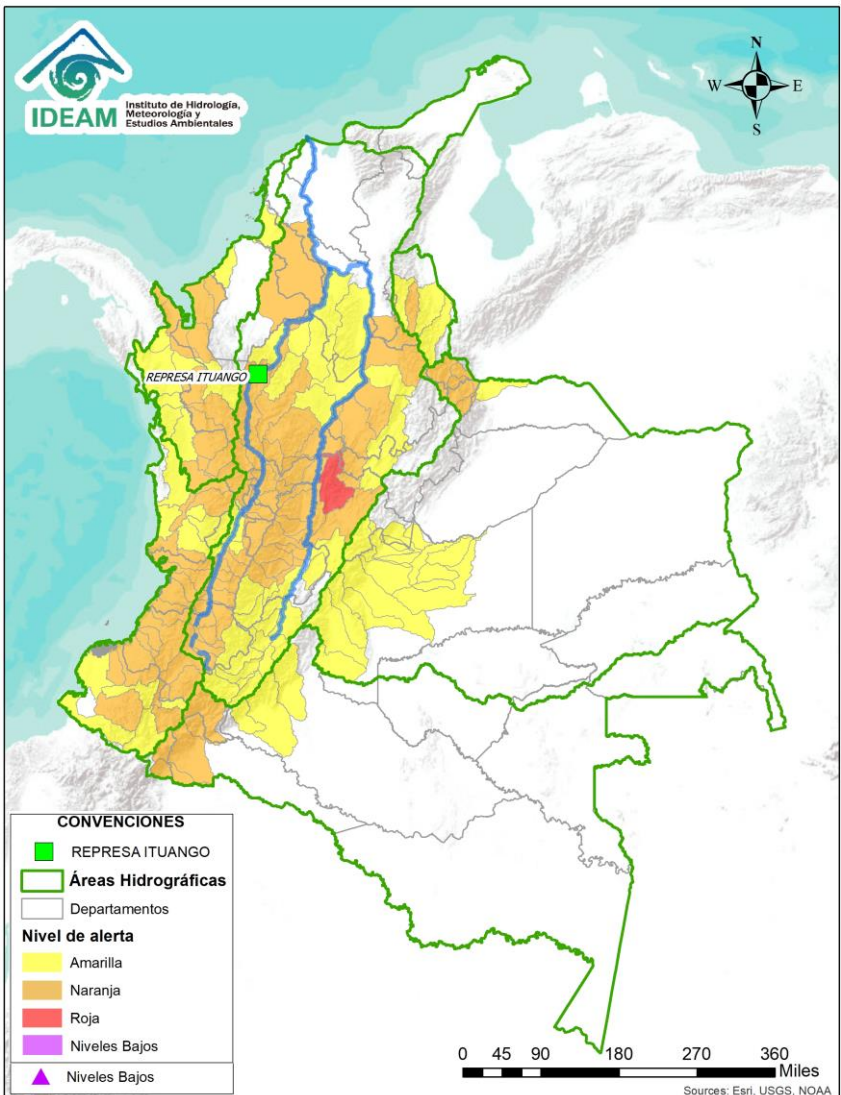 IDEAM
Instituto de Hidrología,
Meteorología y
Estudios Ambientales
N
W
E
S
REPRESA ITUANGO
CONVENCIONES
REPRESA ITUANGO
Áreas Hidrográficas
Departamentos
Nivel de alerta
Amarilla
Naranja
Roja
Niveles Bajos
Niveles Bajos
0 45 90 180 270 360
Miles
Sources: Esri, USGS, NOAA